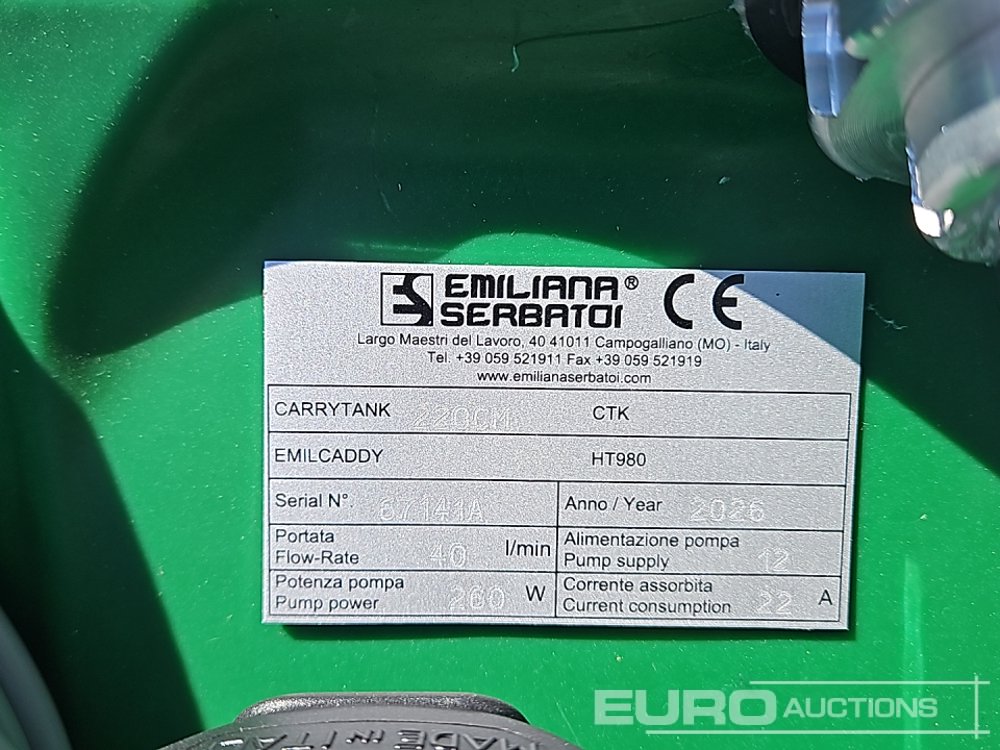 EMILIANA®
SERBATOI
CE
Largo Maestri del Lavoro, 40 41011 Campogalliano (MO) - Italy
Tel. +39 059 521911 Fax +39 059 521919
www.emilianaserbatoi.com
CARRYTANK 220CM CTK
EMILCADDY HT980
Serial N°. 67141A Anno / Year 2026
Portata
Flow-Rate 40 l/min
Alimentazione pompa
Pump supply 12
Potenza pompa
Pump power 260 W
Corrente assorbita
Current consumption 22 A
MADE IN
EURO AUCTIONS